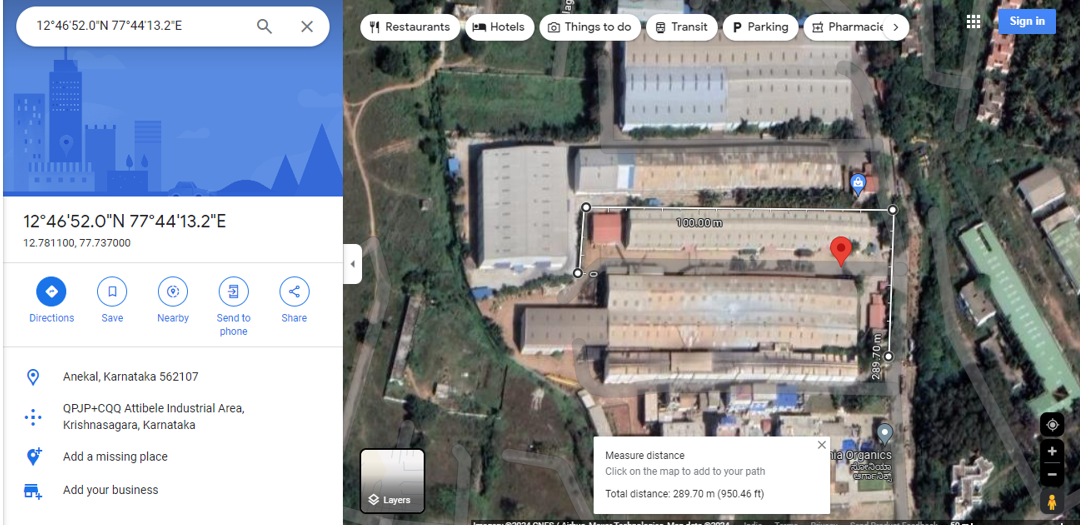 12°46'52.0"N 77°44'13.2"E
Restaurants
Hotels
Things to do
Transit
Parking
Pharmacie
Sign in
12°46'52.0"N 77°44'13.2"E
12.781100, 77.737000
Directions
Save
Nearby
Send to
phone
Share
Anekal, Karnataka 562107
QPJP+CQQ Attibele Industrial Area,
Krishnasagara, Karnataka
Add a missing place
Add your business
100.00 m
0
289.70 m
nia Organics
ಸೋನಿಯಾ
ಆರ್ಗಾನಿಕ್ಸ್
Measure distance
Click on the map to add to your path
Total distance: 289.70 m (950.46 ft)
Layers